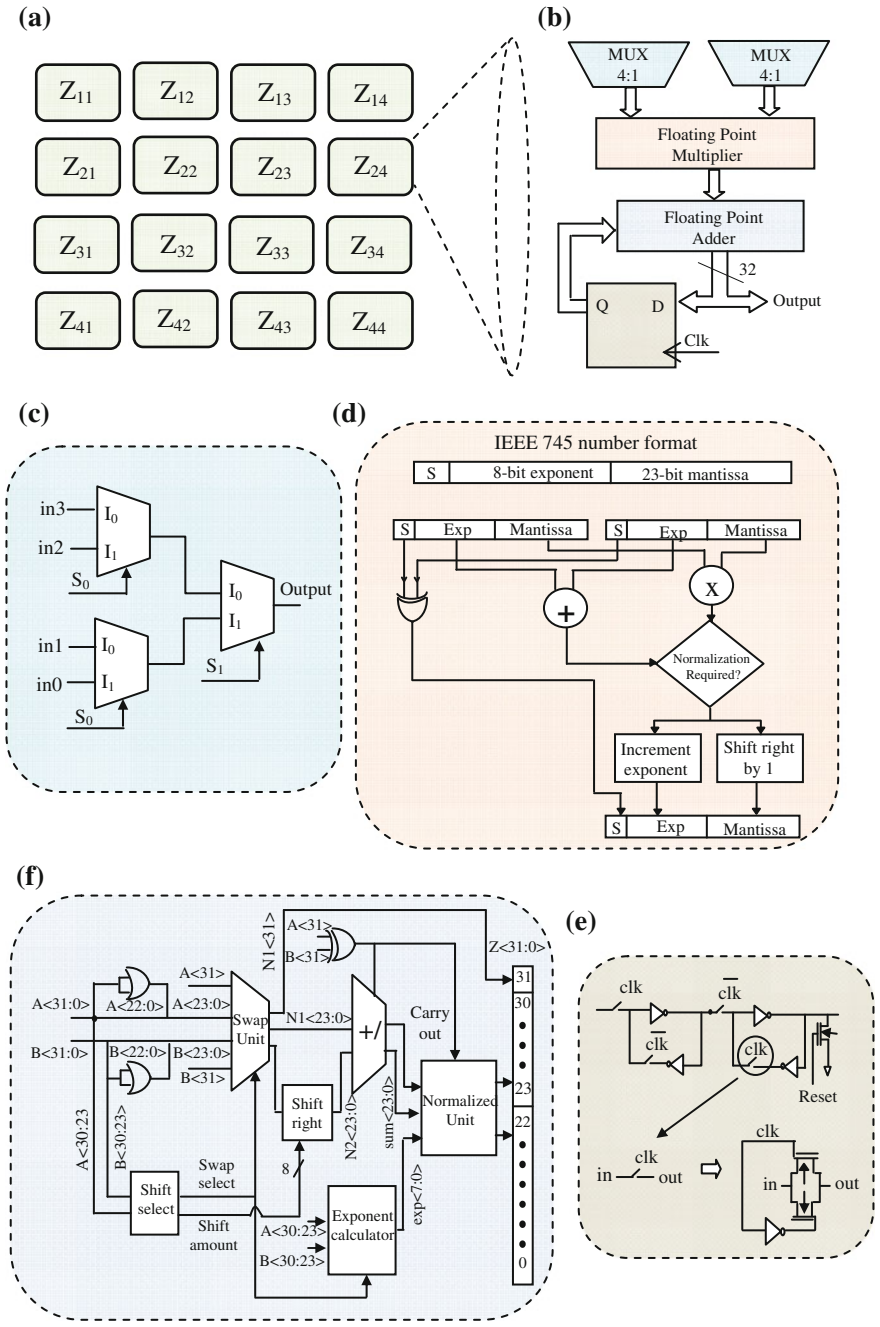 (a)
Z11 Z12 Z13 Z14
Z21 Z22 Z23 Z24
Z31 Z32 Z33 Z34
Z41 Z42 Z43 Z44
(b)
MUX
4:1
MUX
4:1
Floating Point
Multiplier
Floating Point
Adder
32
Q D
Output
Clk
(c)
in3
I0
in2
I1
S0
I0
Output
I1
in1
I0
in0
I1
S1
S0
(d)
IEEE 745 number format
S 8-bit exponent 23-bit mantissa
S Exp Mantissa
S Exp Mantissa
+
X
Normalization
Required?
Increment
exponent
Shift right
by 1
S Exp Mantissa
(f)
N1<31>
A<31>
B<31>
Z<31:0>
A<31>
A<31:0>
A<22:0>
A<23:0>
Swap
Unit
N1<23:0>
+/
Carry
out
B<31:0>
B<22:0>
B<23:0>
B<31>
A<30:23
B<30:23>
Shift
right
N2<23:0>
sum<23:0>
Normalized
Unit
8
Shift
select
Swap
select
Shift
amount
A<30:23>
B<30:23>
Exponent
calculator
exp<7:0>
31
30
23
22
0
(e)
clk
clk
clk
clk
Reset
clk
in out
clk
in out